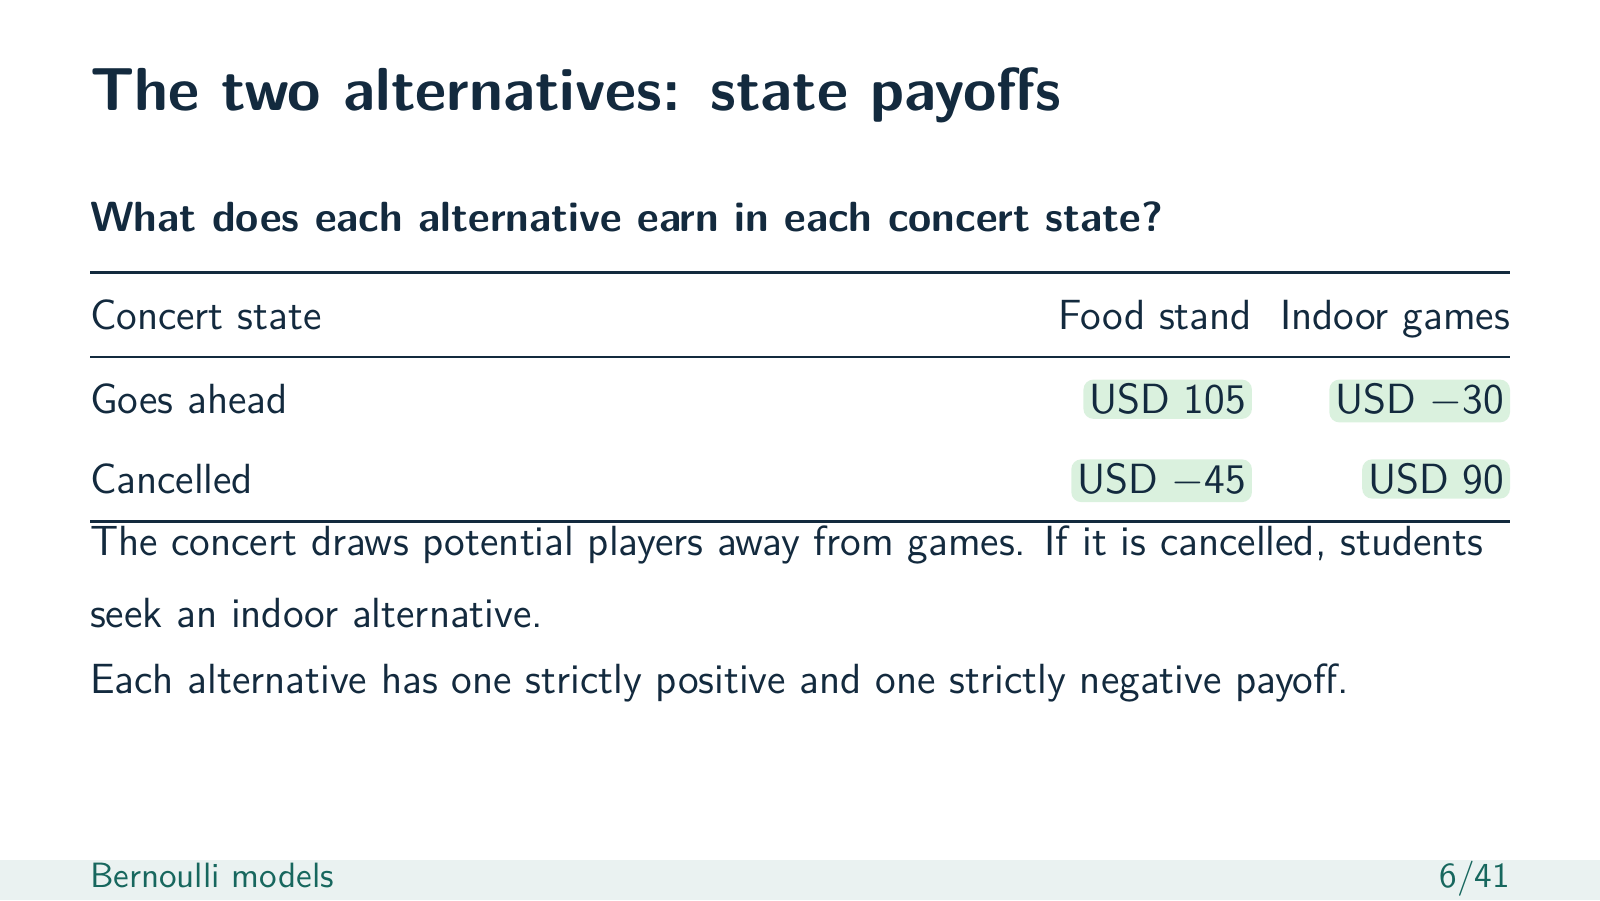 The two alternatives: state payoffs
What does each alternative earn in each concert state?
Concert state Food stand Indoor games
Goes ahead USD 105 USD −30
Cancelled USD −45 USD 90
The concert draws potential players away from games. If it is cancelled, students
seek an indoor alternative.
Each alternative has one strictly positive and one strictly negative payoff.
Bernoulli models 6/41